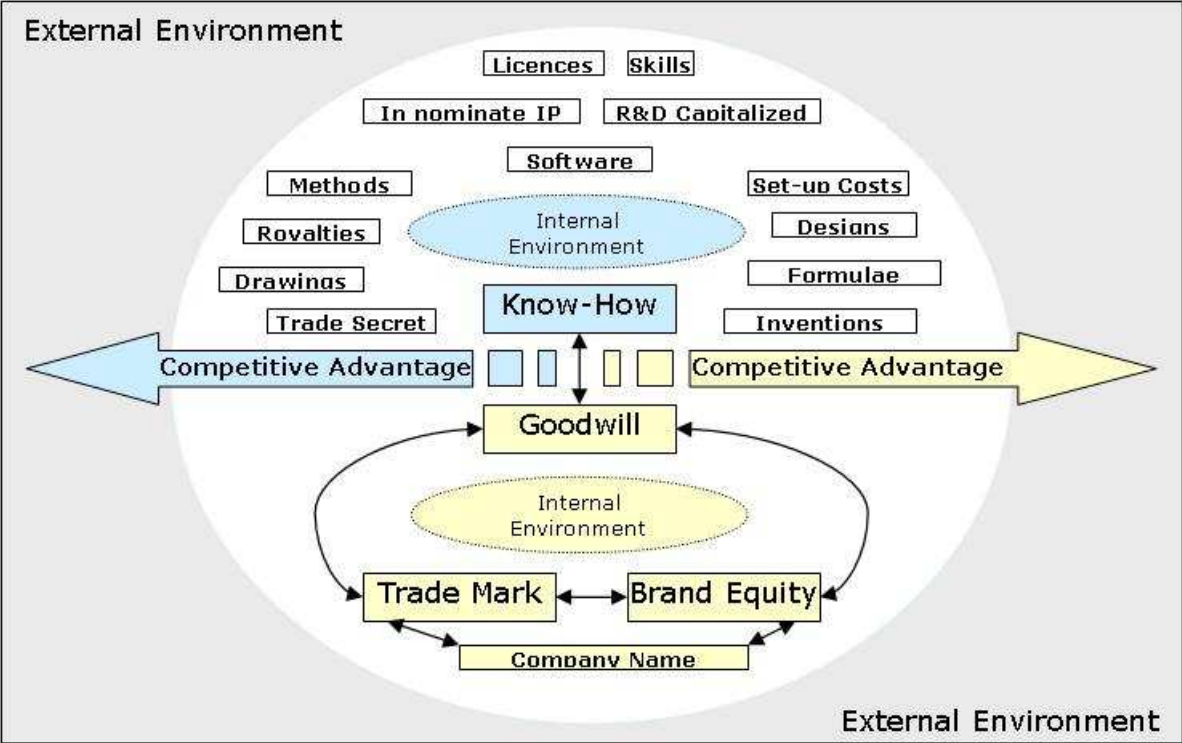 External Environment
Licences
Skills
In nominate IP
R&D Capitalized
Software
Methods
Set-up Costs
Internal
Environment
Royalties
Designs
Drawings
Formulae
Know-How
Trade Secret
Inventions
Competitive Advantage
Competitive Advantage
Goodwill
Internal
Environment
Trade Mark
Brand Equity
Company Name
External Environment